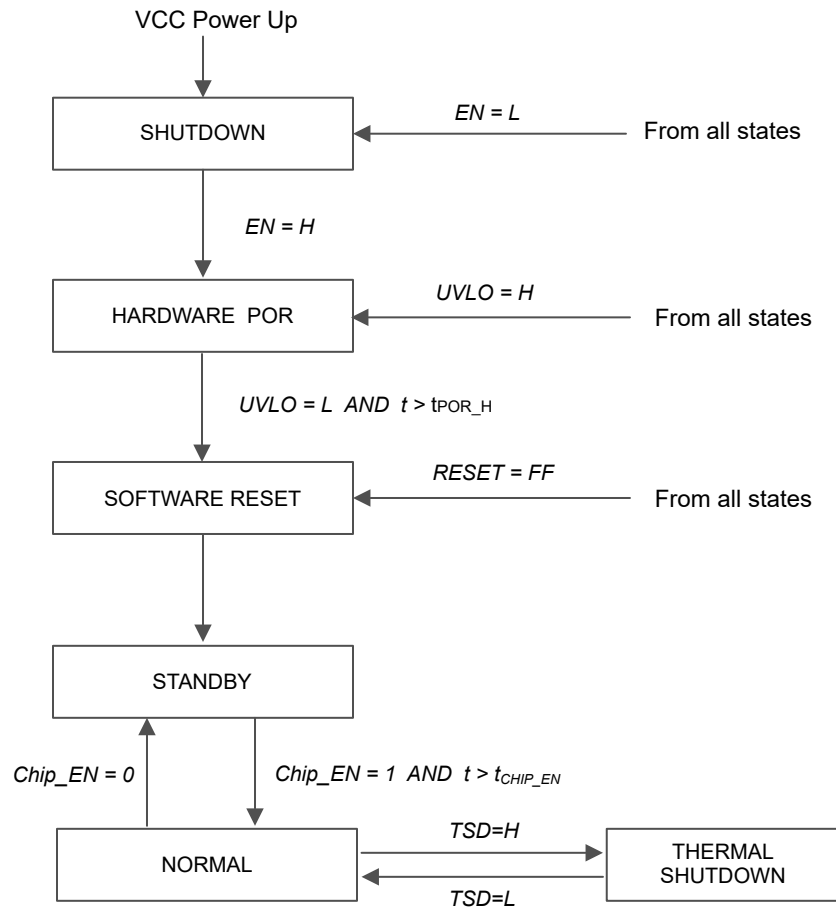 VCC Power Up
SHUTDOWN
EN = L
From all states
EN = H
HARDWARE POR
UVLO = H
From all states
UVLO = L AND t > tPOR_H
SOFTWARE RESET
RESET = FF
From all states
STANDBY
Chip_EN = 0
Chip_EN = 1 AND t > tCHIP_EN
NORMAL
TSD=H
TSD=L
THERMAL
SHUTDOWN